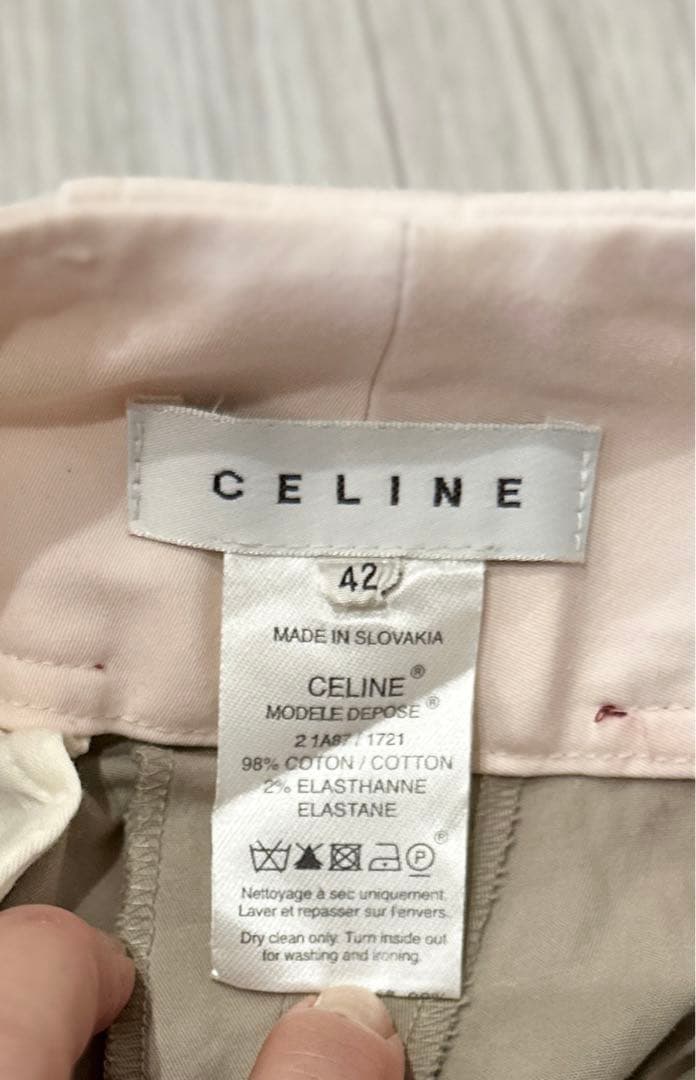 CELINE
42
MADE IN SLOVAKIA
CELINE®
MODELE DEPOSE®
2 1A87 / 1721
98% COTON / COTTON
2% ELASTHANNE
ELASTANE
P ®
Nettoyage à sec uniquement.
Laver et repasser sur l'envers.
Dry clean only. Turn inside out
for washing and ironing.